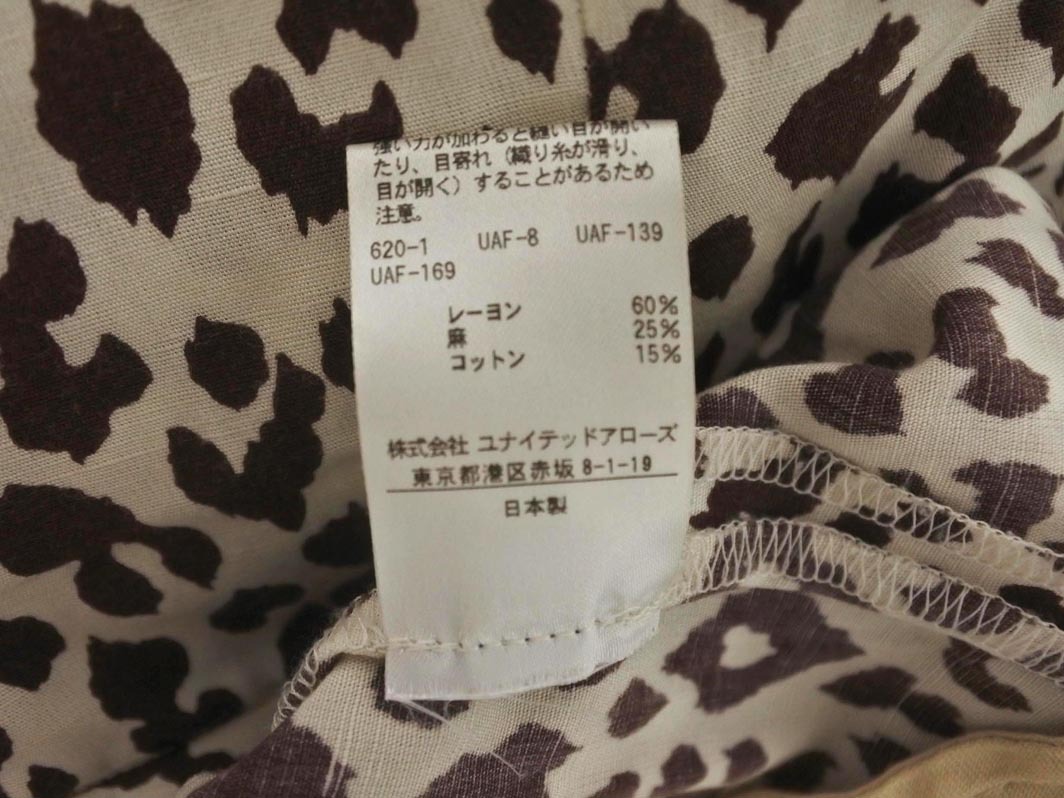 強い力が加わると縫い目が開い
たり、目寄れ（織り糸が滑り、
目が開く）することがあるため
注意。
620-1 UAF-8 UAF-139
UAF-169
レーヨン 60%
麻 25%
コットン 15%
株式会社 ユナイテッドアローズ
東京都港区赤坂 8-1-19
日本製